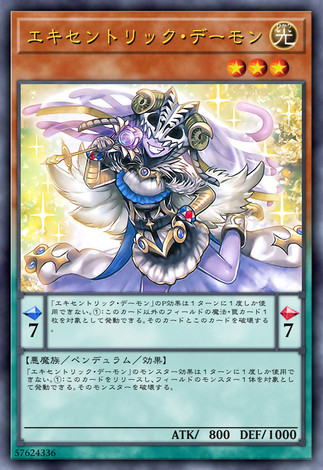 エキセントリック・デーモン
光
7
「エキセントリック・デーモン」のP効果は1ターンに1度しか使
用できない。①:このカード以外のフィールドの魔法・罠カード1
枚を対象として発動できる。そのカードとこのカードを破壊す
る。
7
【悪魔族/ペンデュラム/効果】
「エキセントリック・デーモン」のモンスター効果は1ターンに1度しか使用
できない。①:このカードをリリースし、フィールドのモンスター1体を対象とし
て発動できる。そのモンスターを破壊する。
ATK/ 800 DEF/1000
57624336